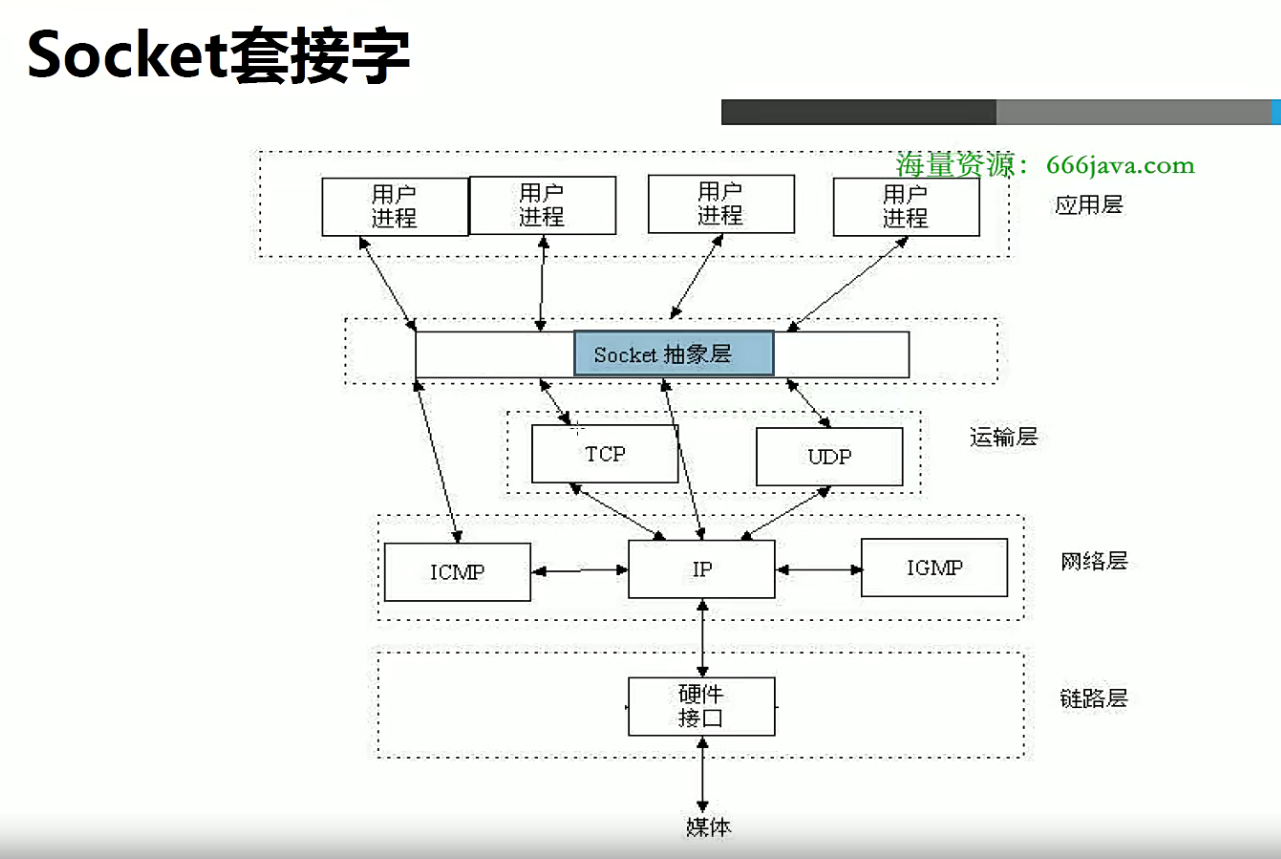 Socket套接字
海量资源：666java.com
用户
进程
用户
进程
用户
进程
用户
进程
应用层
Socket 抽象层
TCP
UDP
运输层
ICMP
IP
IGMP
网络层
硬件
接口
链路层
媒体